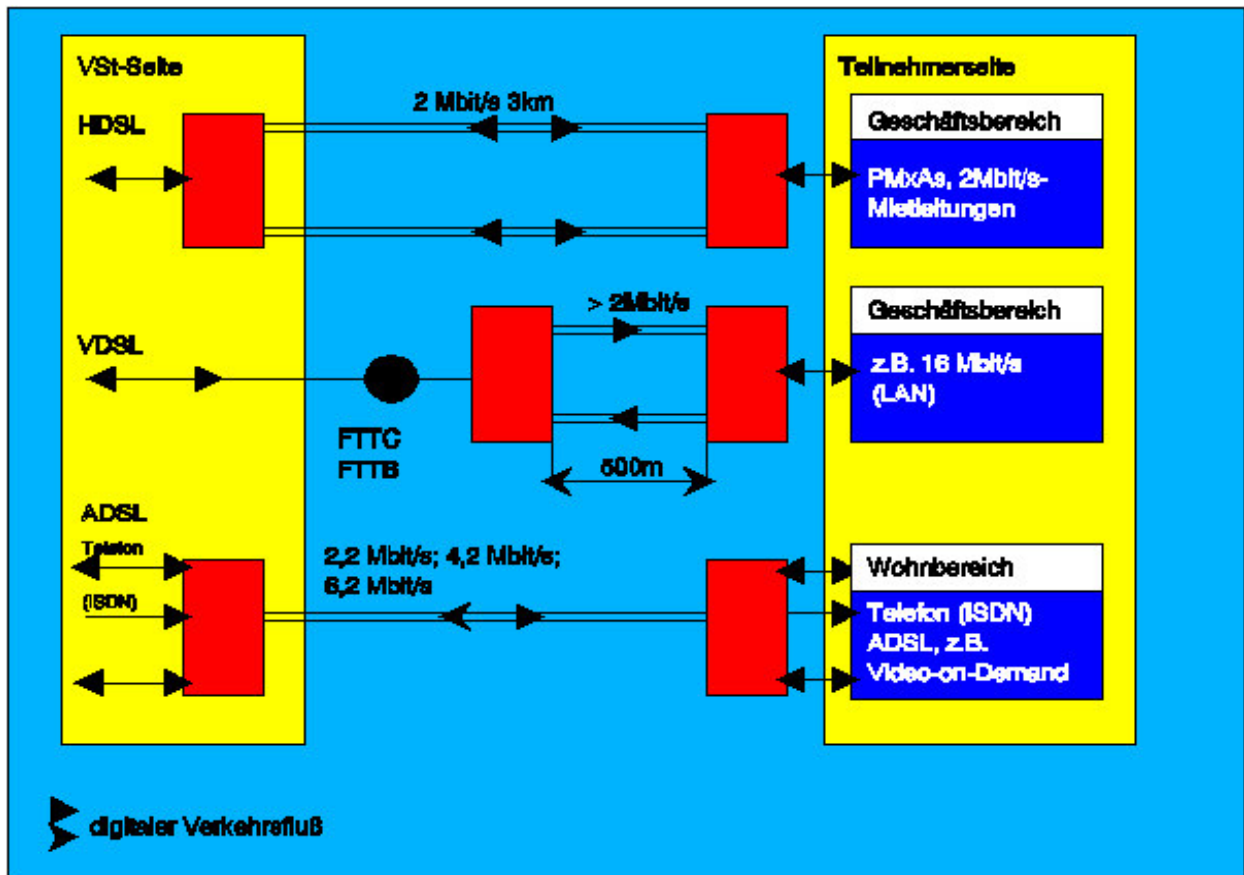 VSt-Seite
HDSL
2 Mbit/s 3km
Teilnehmerseite
Geschäftsbereich
PMxAs, 2Mbit/s-
Mietleitungen
VDSL
FTTC
FTTB
> 2Mbit/s
500m
Geschäftsbereich
z.B. 16 Mbit/s
(LAN)
ADSL
Telefon
(ISDN)
2,2 Mbit/s; 4,2 Mbit/s;
6,2 Mbit/s
Wohnbereich
Telefon (ISDN)
ADSL, z.B.
Video-on-Demand
digitaler Verkehrsfluß